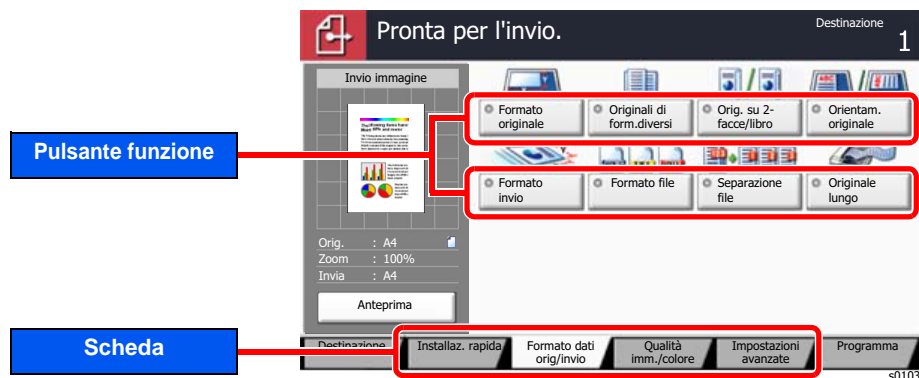 Pronta per l'invio.
Destinazione
1
Invio immagine
Formato
originale
Originali di
form.diversi
Orig. su 2-
facce/libro
Orientam.
originale
Pulsante funzione
Formato
invio
Formato file
Separazione
file
Originale
lungo
Orig. : A4
Zoom : 100%
Invia : A4
Anteprima
Scheda
Destinazione
Installaz. rapida
Formato dati
orig/invio
Qualità
imm./colore
Impostazioni
avanzate
Programma
s0103